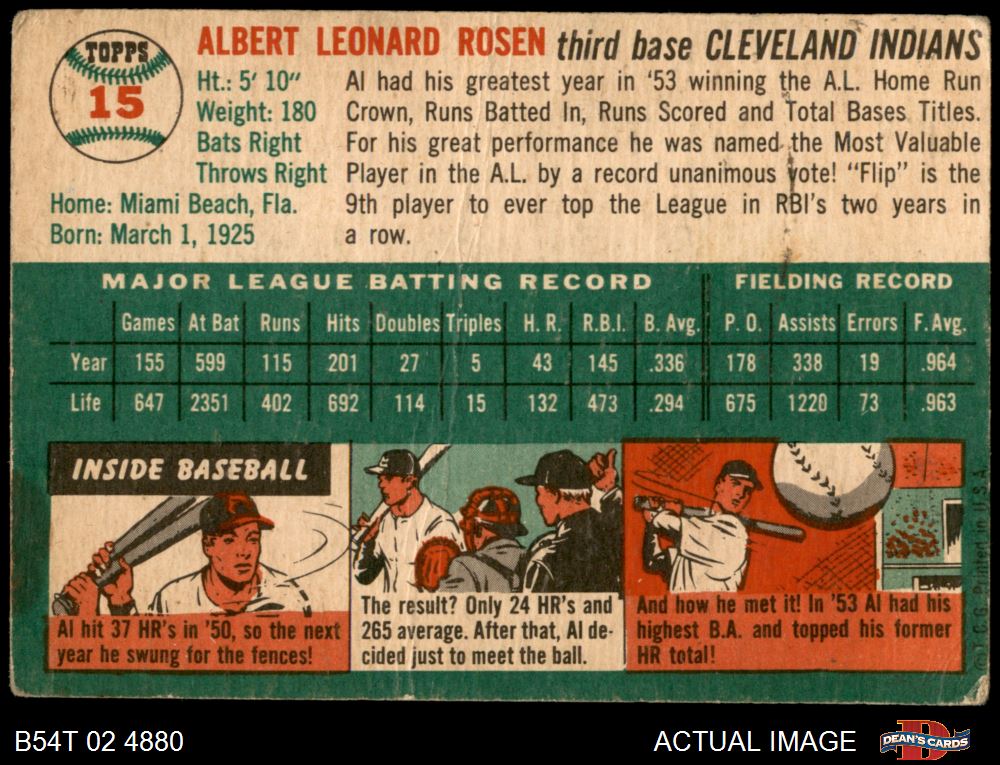 TOPPS
15
ALBERT LEONARD ROSEN third base CLEVELAND INDIANS
Ht.: 5' 10"
Weight: 180
Bats Right
Throws Right
Home: Miami Beach, Fla.
Born: March 1, 1925
Al had his greatest year in '53 winning the A.L. Home Run
Crown, Runs Batted In, Runs Scored and Total Bases Titles.
For his great performance he was named the Most Valuable
Player in the A.L. by a record unanimous vote! "Flip" is the
9th player to ever top the League in RBI's two years in
a row.
MAJOR LEAGUE BATTING RECORD FIELDING RECORD
Games At Bat Runs Hits Doubles Triples H. R. R.B.I. B. Avg. P. O. Assists Errors F. Avg.
Year 155 599 115 201 27 5 43 145 .336 178 338 19 .964
Life 647 2351 402 692 114 15 132 473 .294 675 1220 73 .963
INSIDE BASEBALL
Al hit 37 HR's in '50, so the next
year he swung for the fences!
The result? Only 24 HR's and
265 average. After that, Al de-
cided just to meet the ball.
And how he met it! In '53 Al had his
highest B.A. and topped his former
HR total!
©T.C.G. Printed in U.S.A.
B54T 02 4880
ACTUAL IMAGE
DEAN'S CARDS